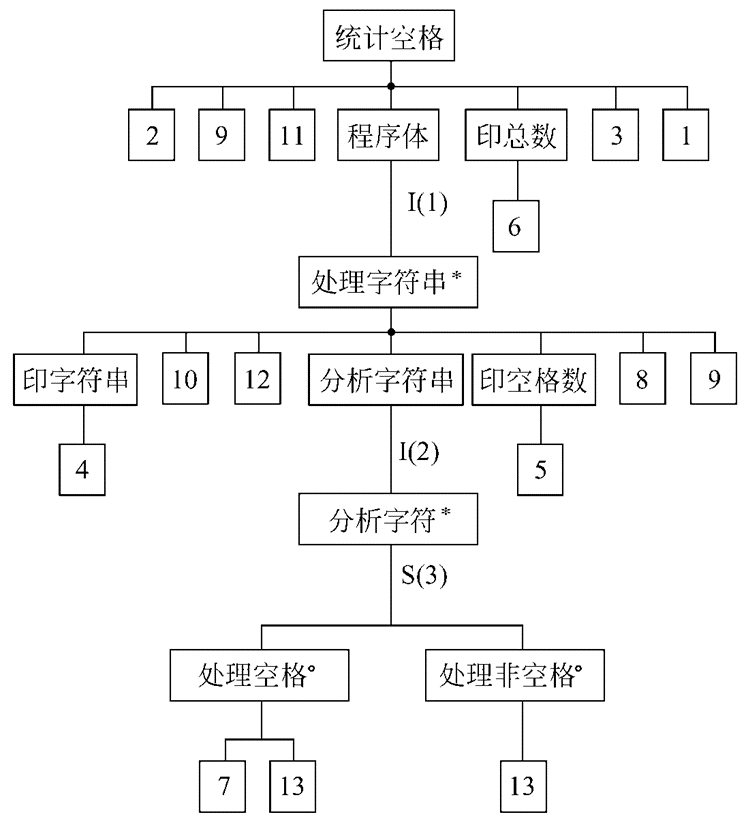 统计空格
2 9 11 程序体 印总数 3 1
I(1)
6
处理字符串*
印字符串 10 12 分析字符串 印空格数 8 9
I(2)
4 5
分析字符*
S(3)
处理空格° 处理非空格°
7 13 13